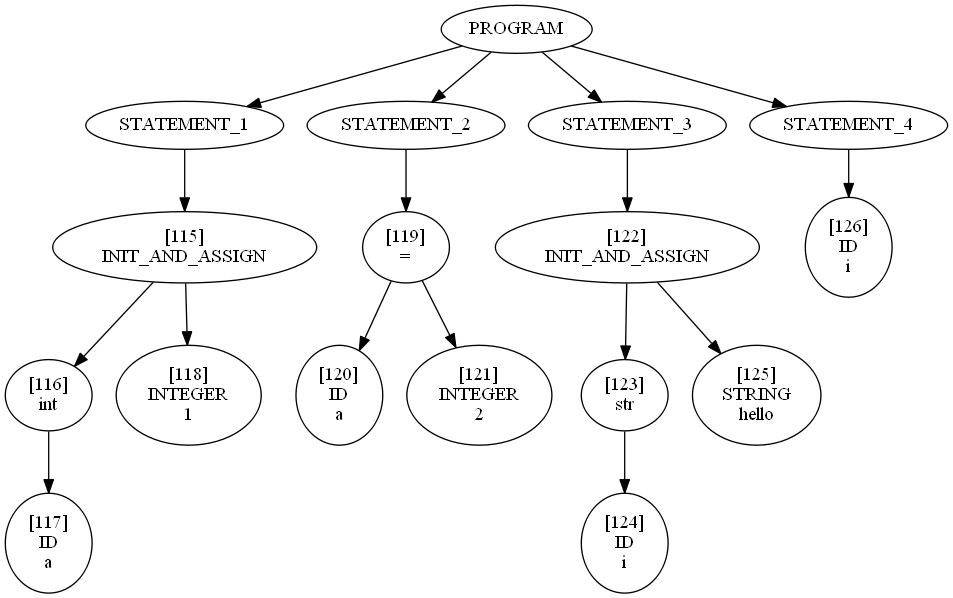 PROGRAM
STATEMENT_1
STATEMENT_2
STATEMENT_3
STATEMENT_4
[115]
INIT_AND_ASSIGN
[119]
=
[122]
INIT_AND_ASSIGN
[126]
ID
i
[116]
int
[118]
INTEGER
1
[120]
ID
a
[121]
INTEGER
2
[123]
str
[125]
STRING
hello
[117]
ID
a
[124]
ID
i